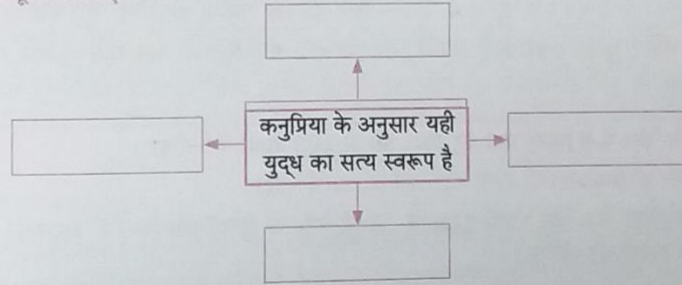 कनुप्रिया के अनुसार यही
युद्ध का सत्य स्वरूप है